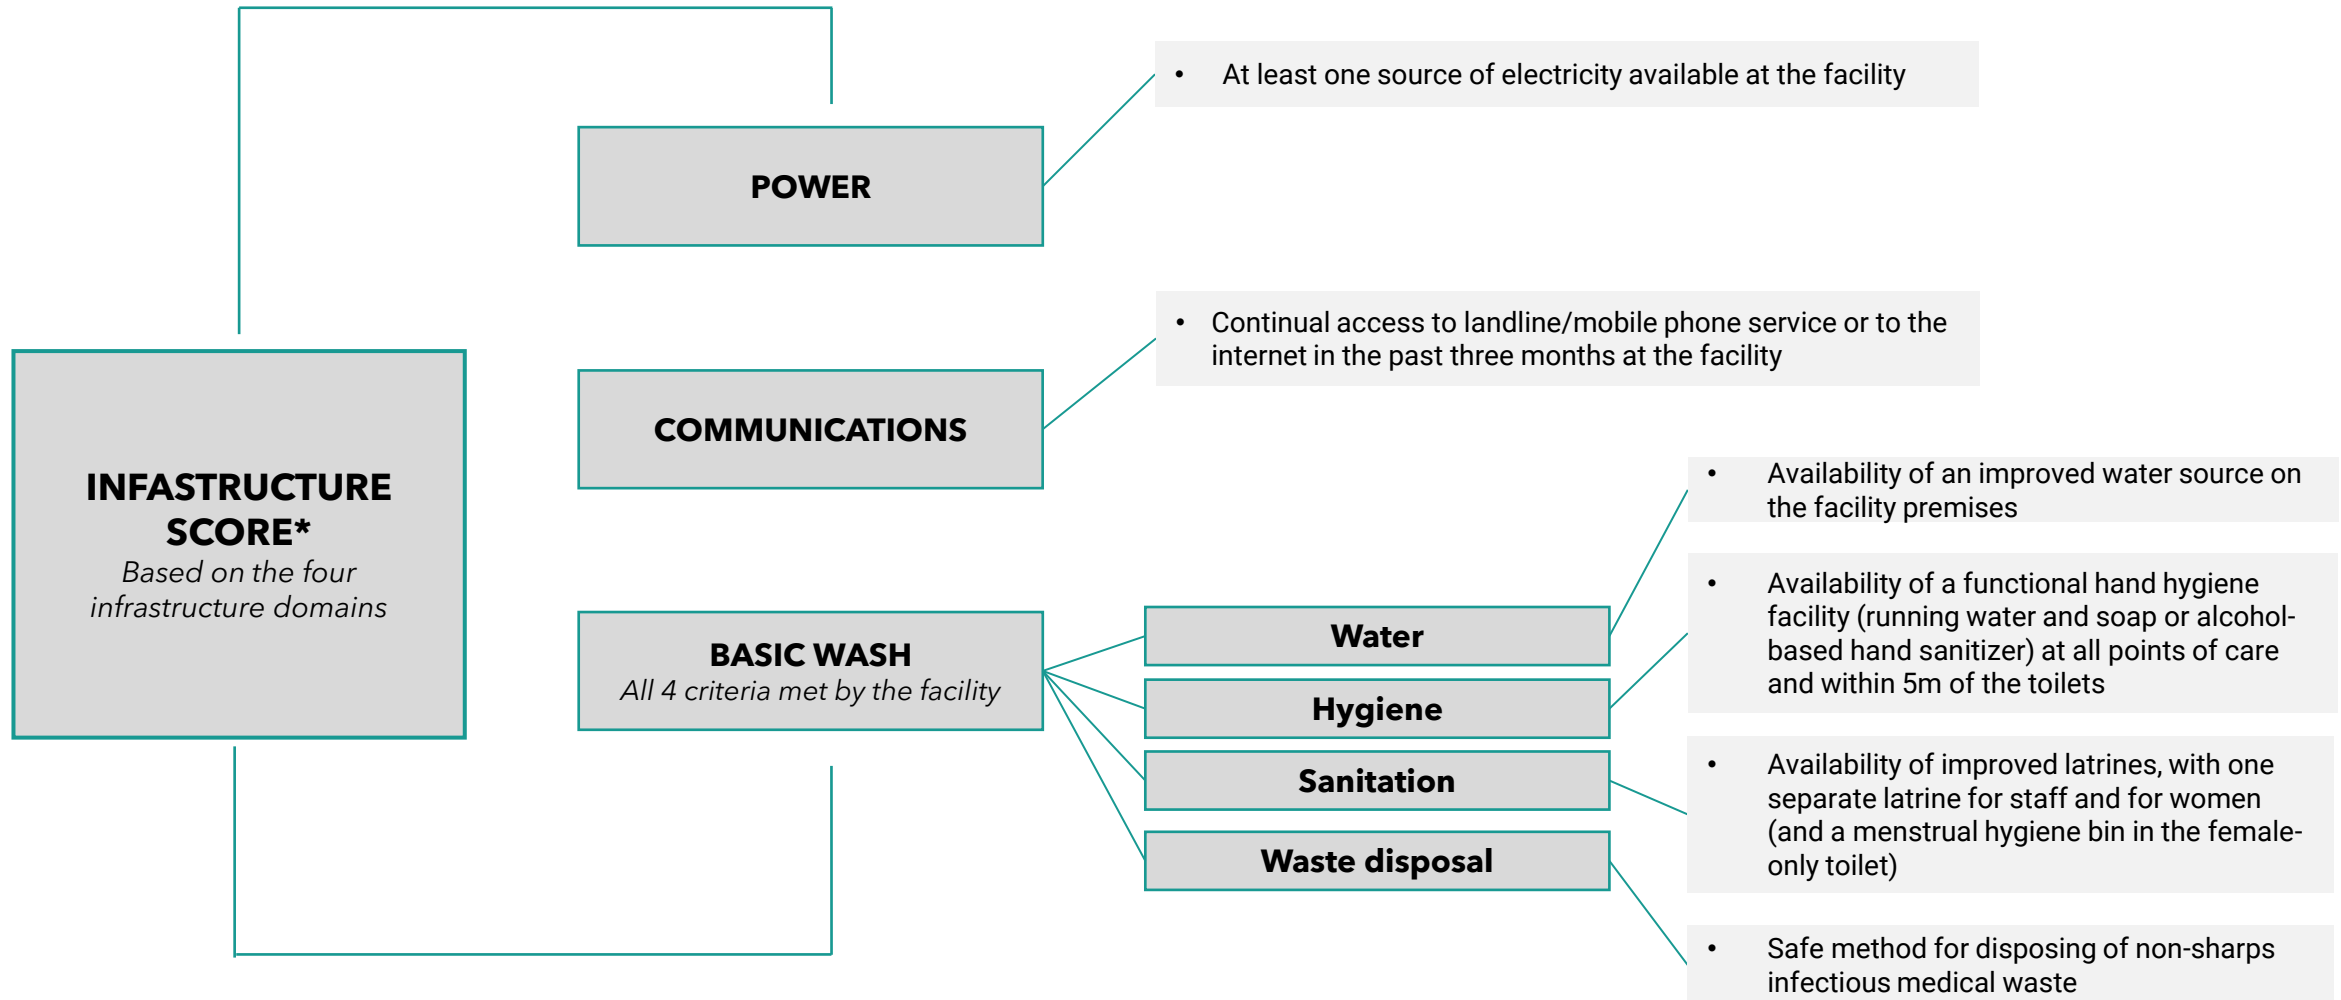 • At least one source of electricity available at the facility
POWER
• Continual access to landline/mobile phone service or to the
internet in the past three months at the facility
COMMUNICATIONS
INFASTRUCTURE
SCORE*
Based on the four
infrastructure domains
BASIC WASH
All 4 criteria met by the facility
Water
Hygiene
Sanitation
Waste disposal
• Availability of an improved water source on
the facility premises
• Availability of a functional hand hygiene
facility (running water and soap or alcohol-
based hand sanitizer) at all points of care
and within 5m of the toilets
• Availability of improved latrines, with one
separate latrine for staff and for women
(and a menstrual hygiene bin in the female-
only toilet)
• Safe method for disposing of non-sharps
infectious medical waste